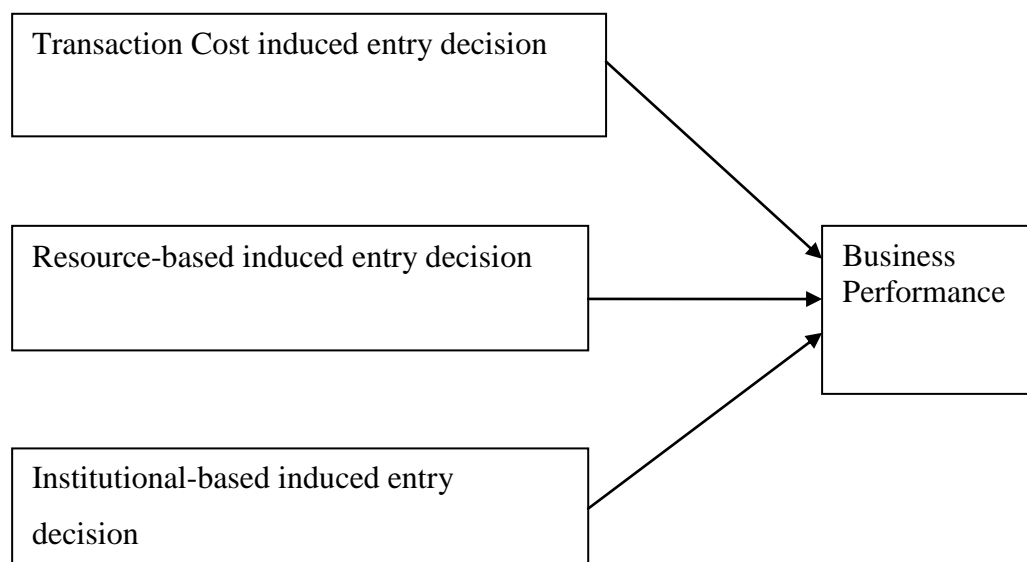 Transaction Cost induced entry decision
Resource-based induced entry decision
Business
Performance
Institutional-based induced entry
decision